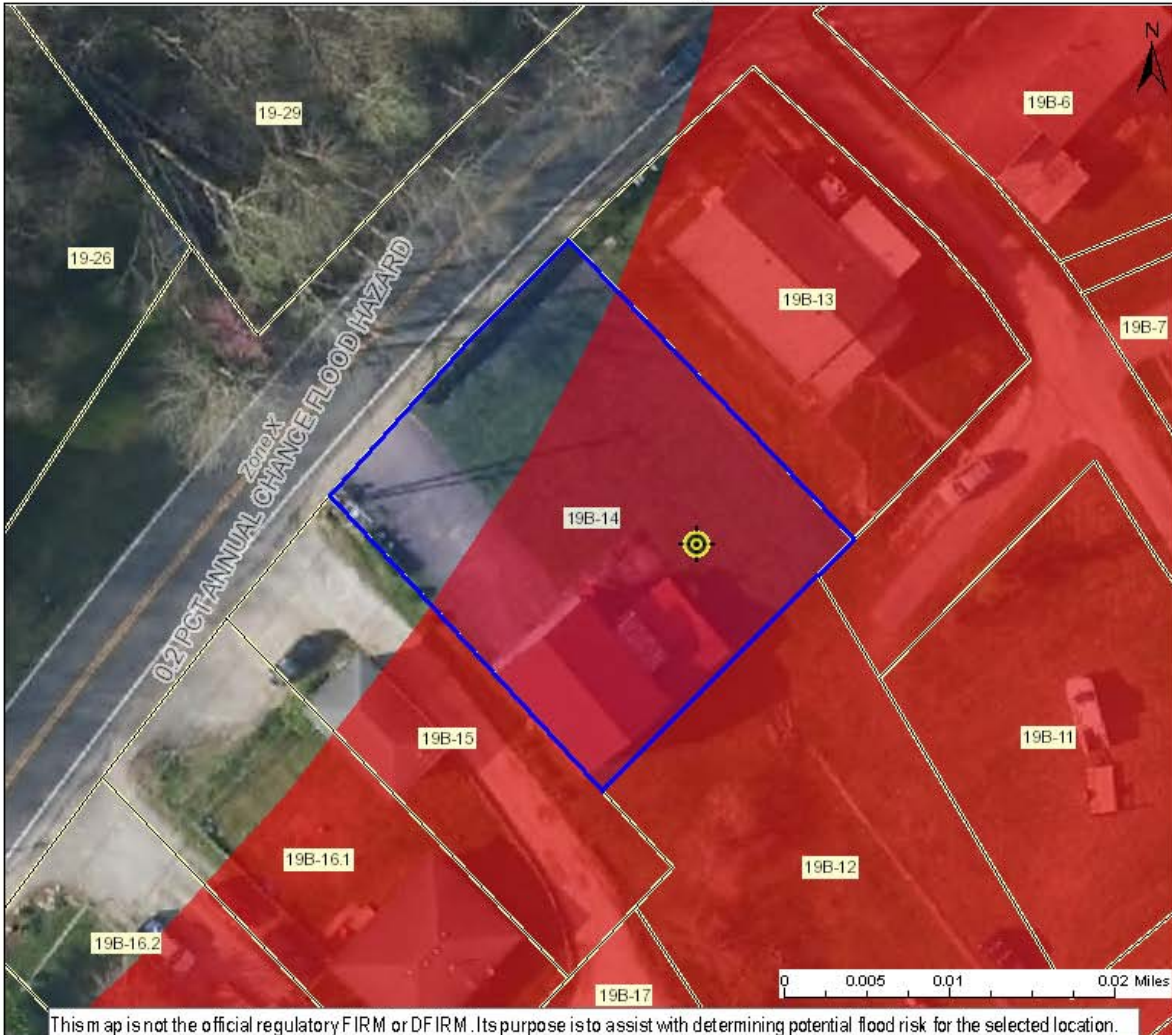 N
19-29
19B-6
19-26
19B-13
19B-7
Zone X
0.2 PCT ANNUAL CHANCE FLOOD HAZARD
19B-14
19B-15
19B-11
19B-16.1
19B-12
19B-16.2
19B-17
0 0.005 0.01 0.02 Miles
This map is not the official regulatory FIRM or DFIRM. Its purpose is to assist with determining potential flood risk for the selected location.